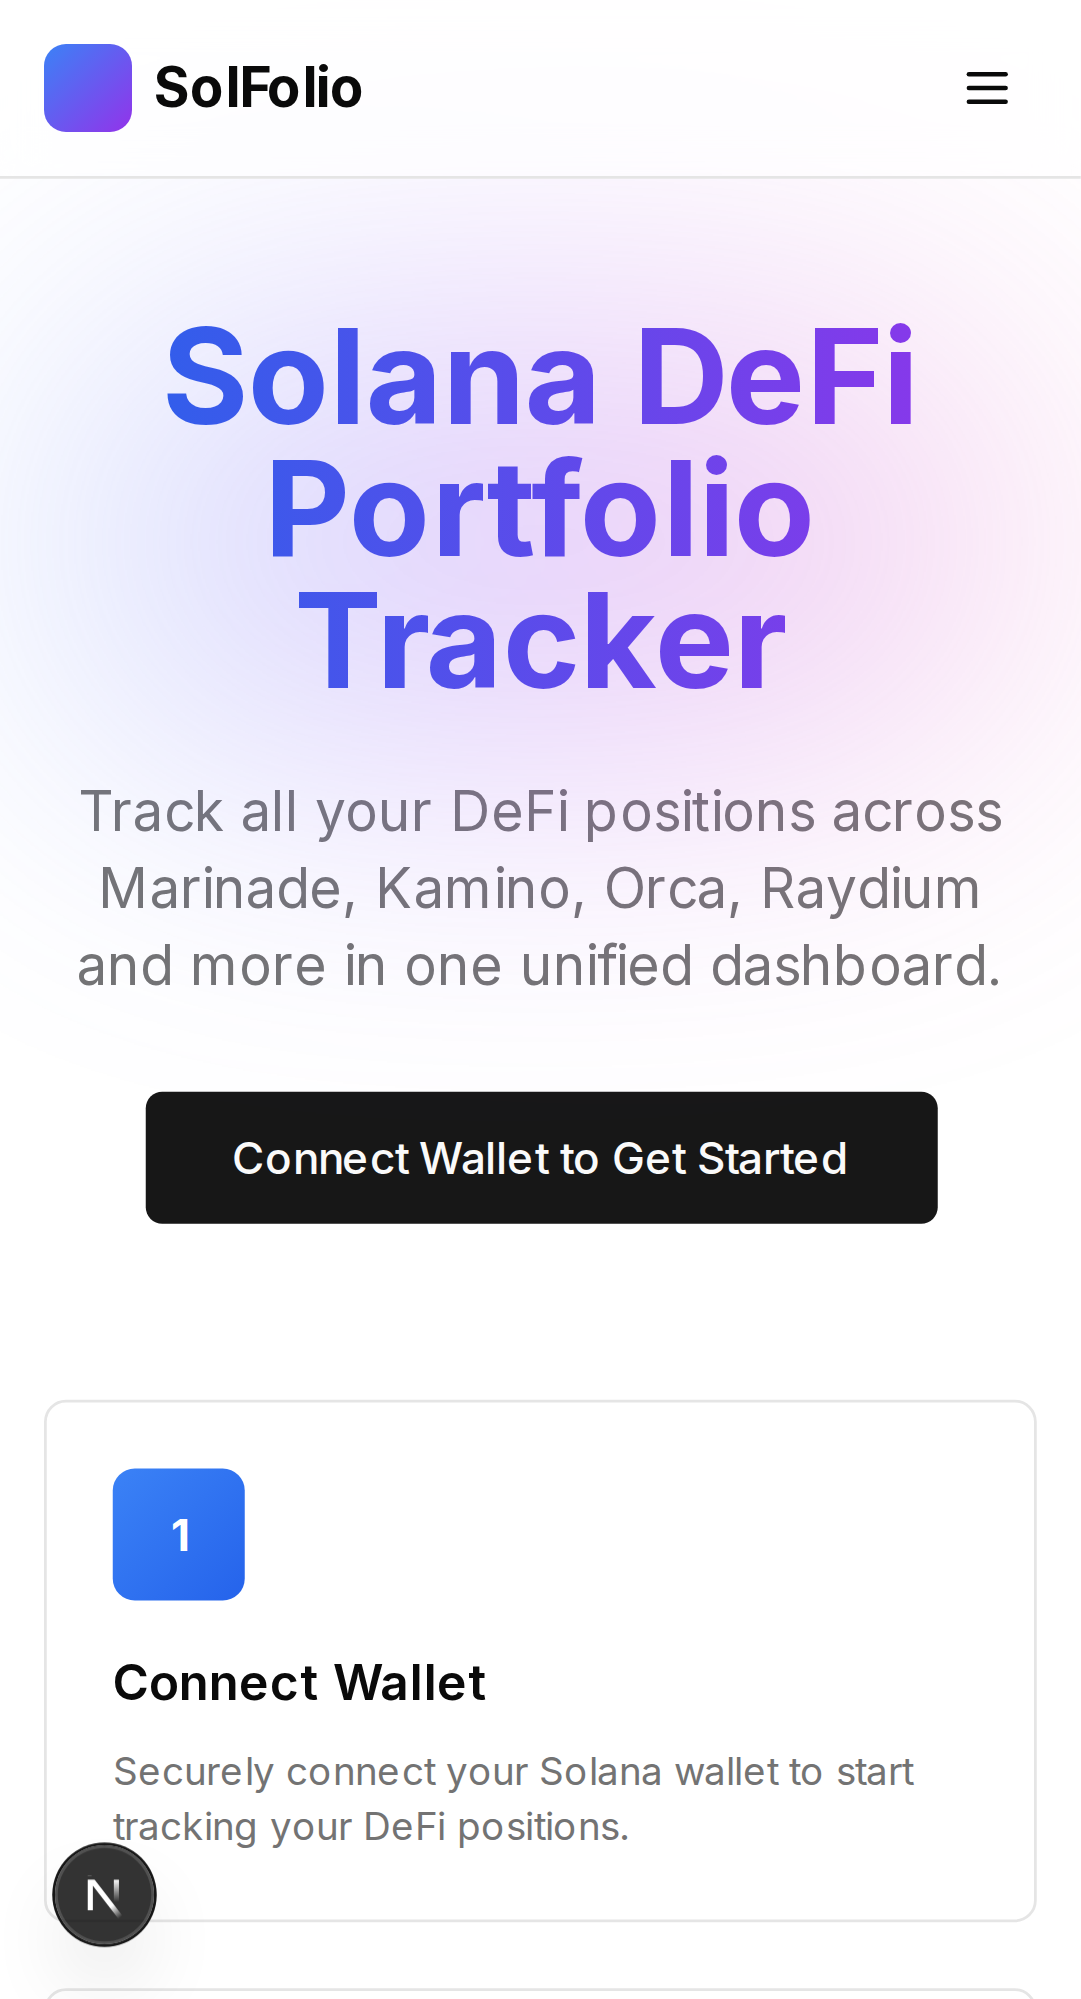 SolFolio
Solana DeFi
Portfolio
Tracker
Track all your DeFi positions across
Marinade, Kamino, Orca, Raydium
and more in one unified dashboard.
Connect Wallet to Get Started
1
Connect Wallet
Securely connect your Solana wallet to start
tracking your DeFi positions.
N